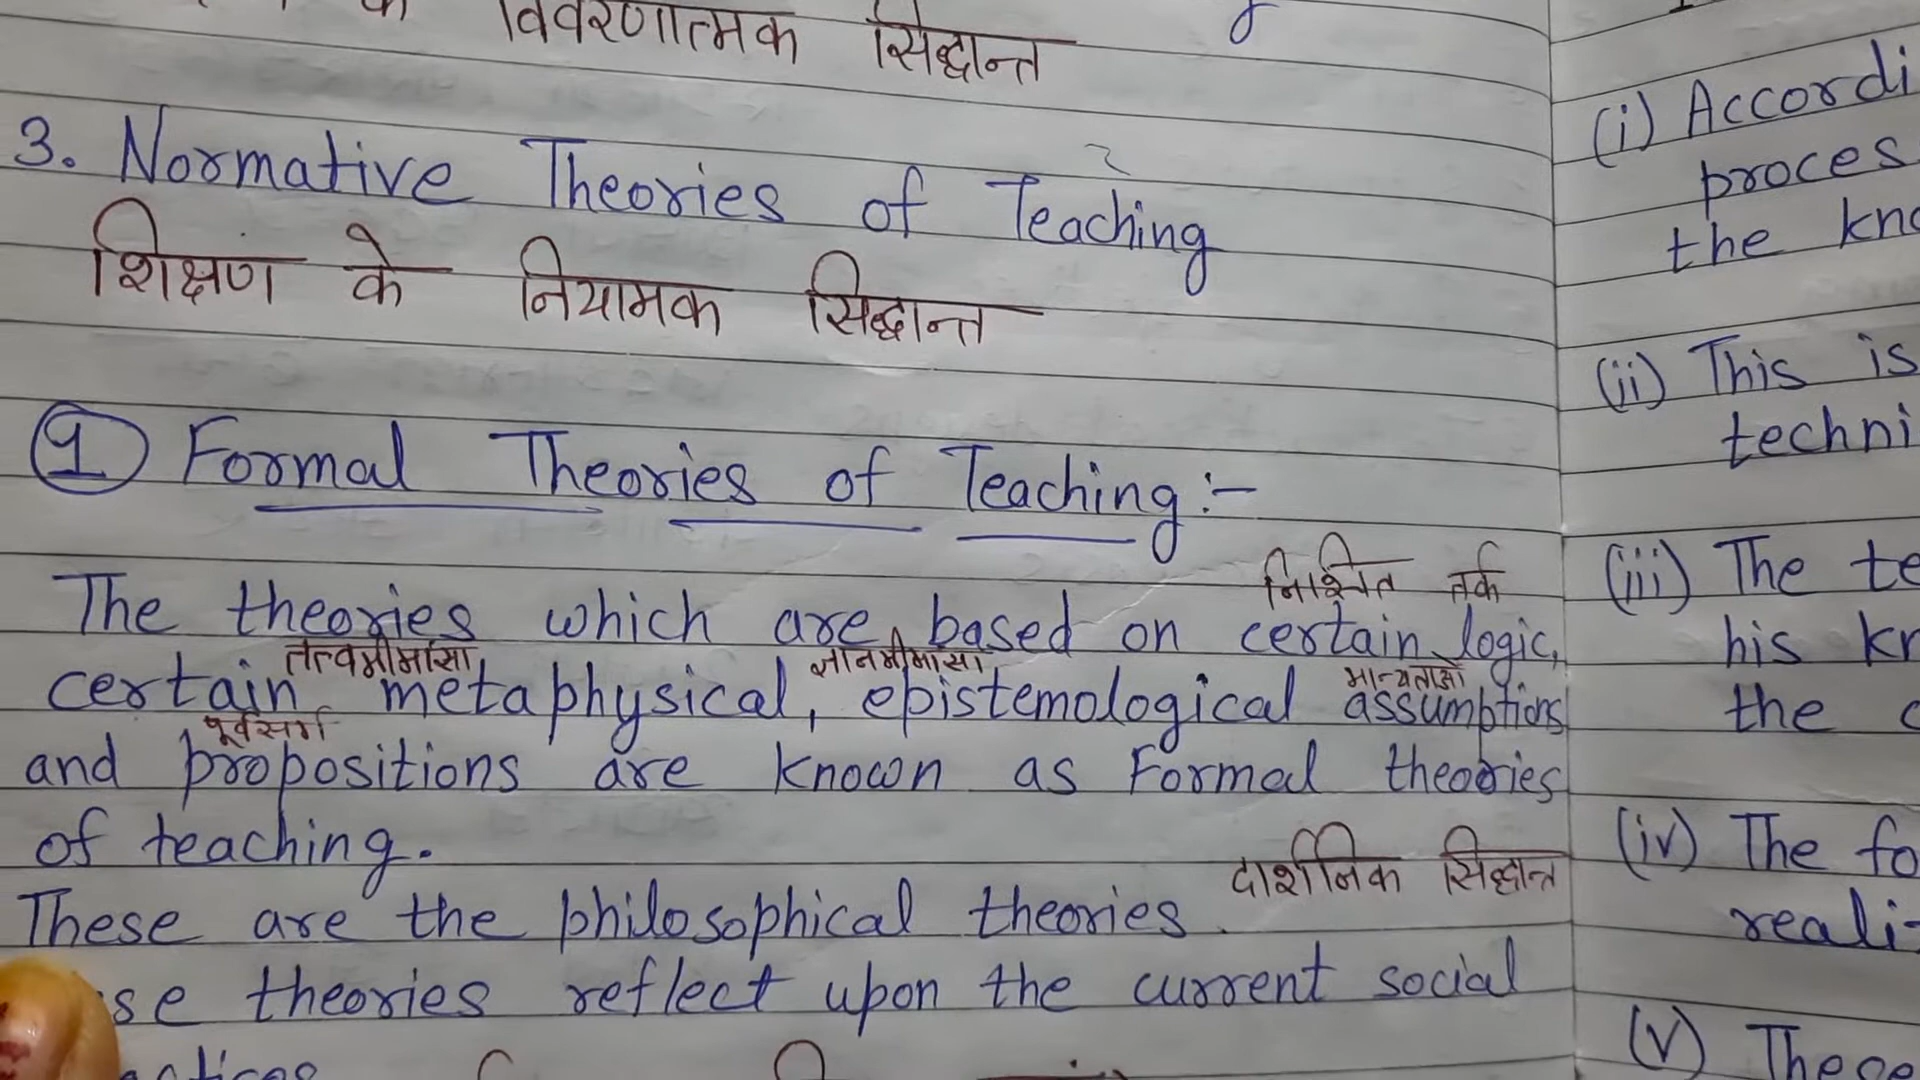 विवरणात्मक सिद्धान्त
3. Normative Theories of Teaching
शिक्षण के नियामक सिद्धान्त
1 Formal Theories of Teaching :-
निश्चित तर्क
The theories which are based on certain logic,
तत्वमीमांसा ज्ञानमीमांसा मान्यताओं
certain metaphysical, epistemological assumptions
पूर्वसर्ग
and propositions are known as Formal theories
of teaching.
दार्शनिक सिद्धान्त
These are the philosophical theories.
se theories reflect upon the current social
(i) Accordi
proces
the kno
(ii) This is
techni
(iii) The te
his kn
the
(iv) The fo
reali
(v) These